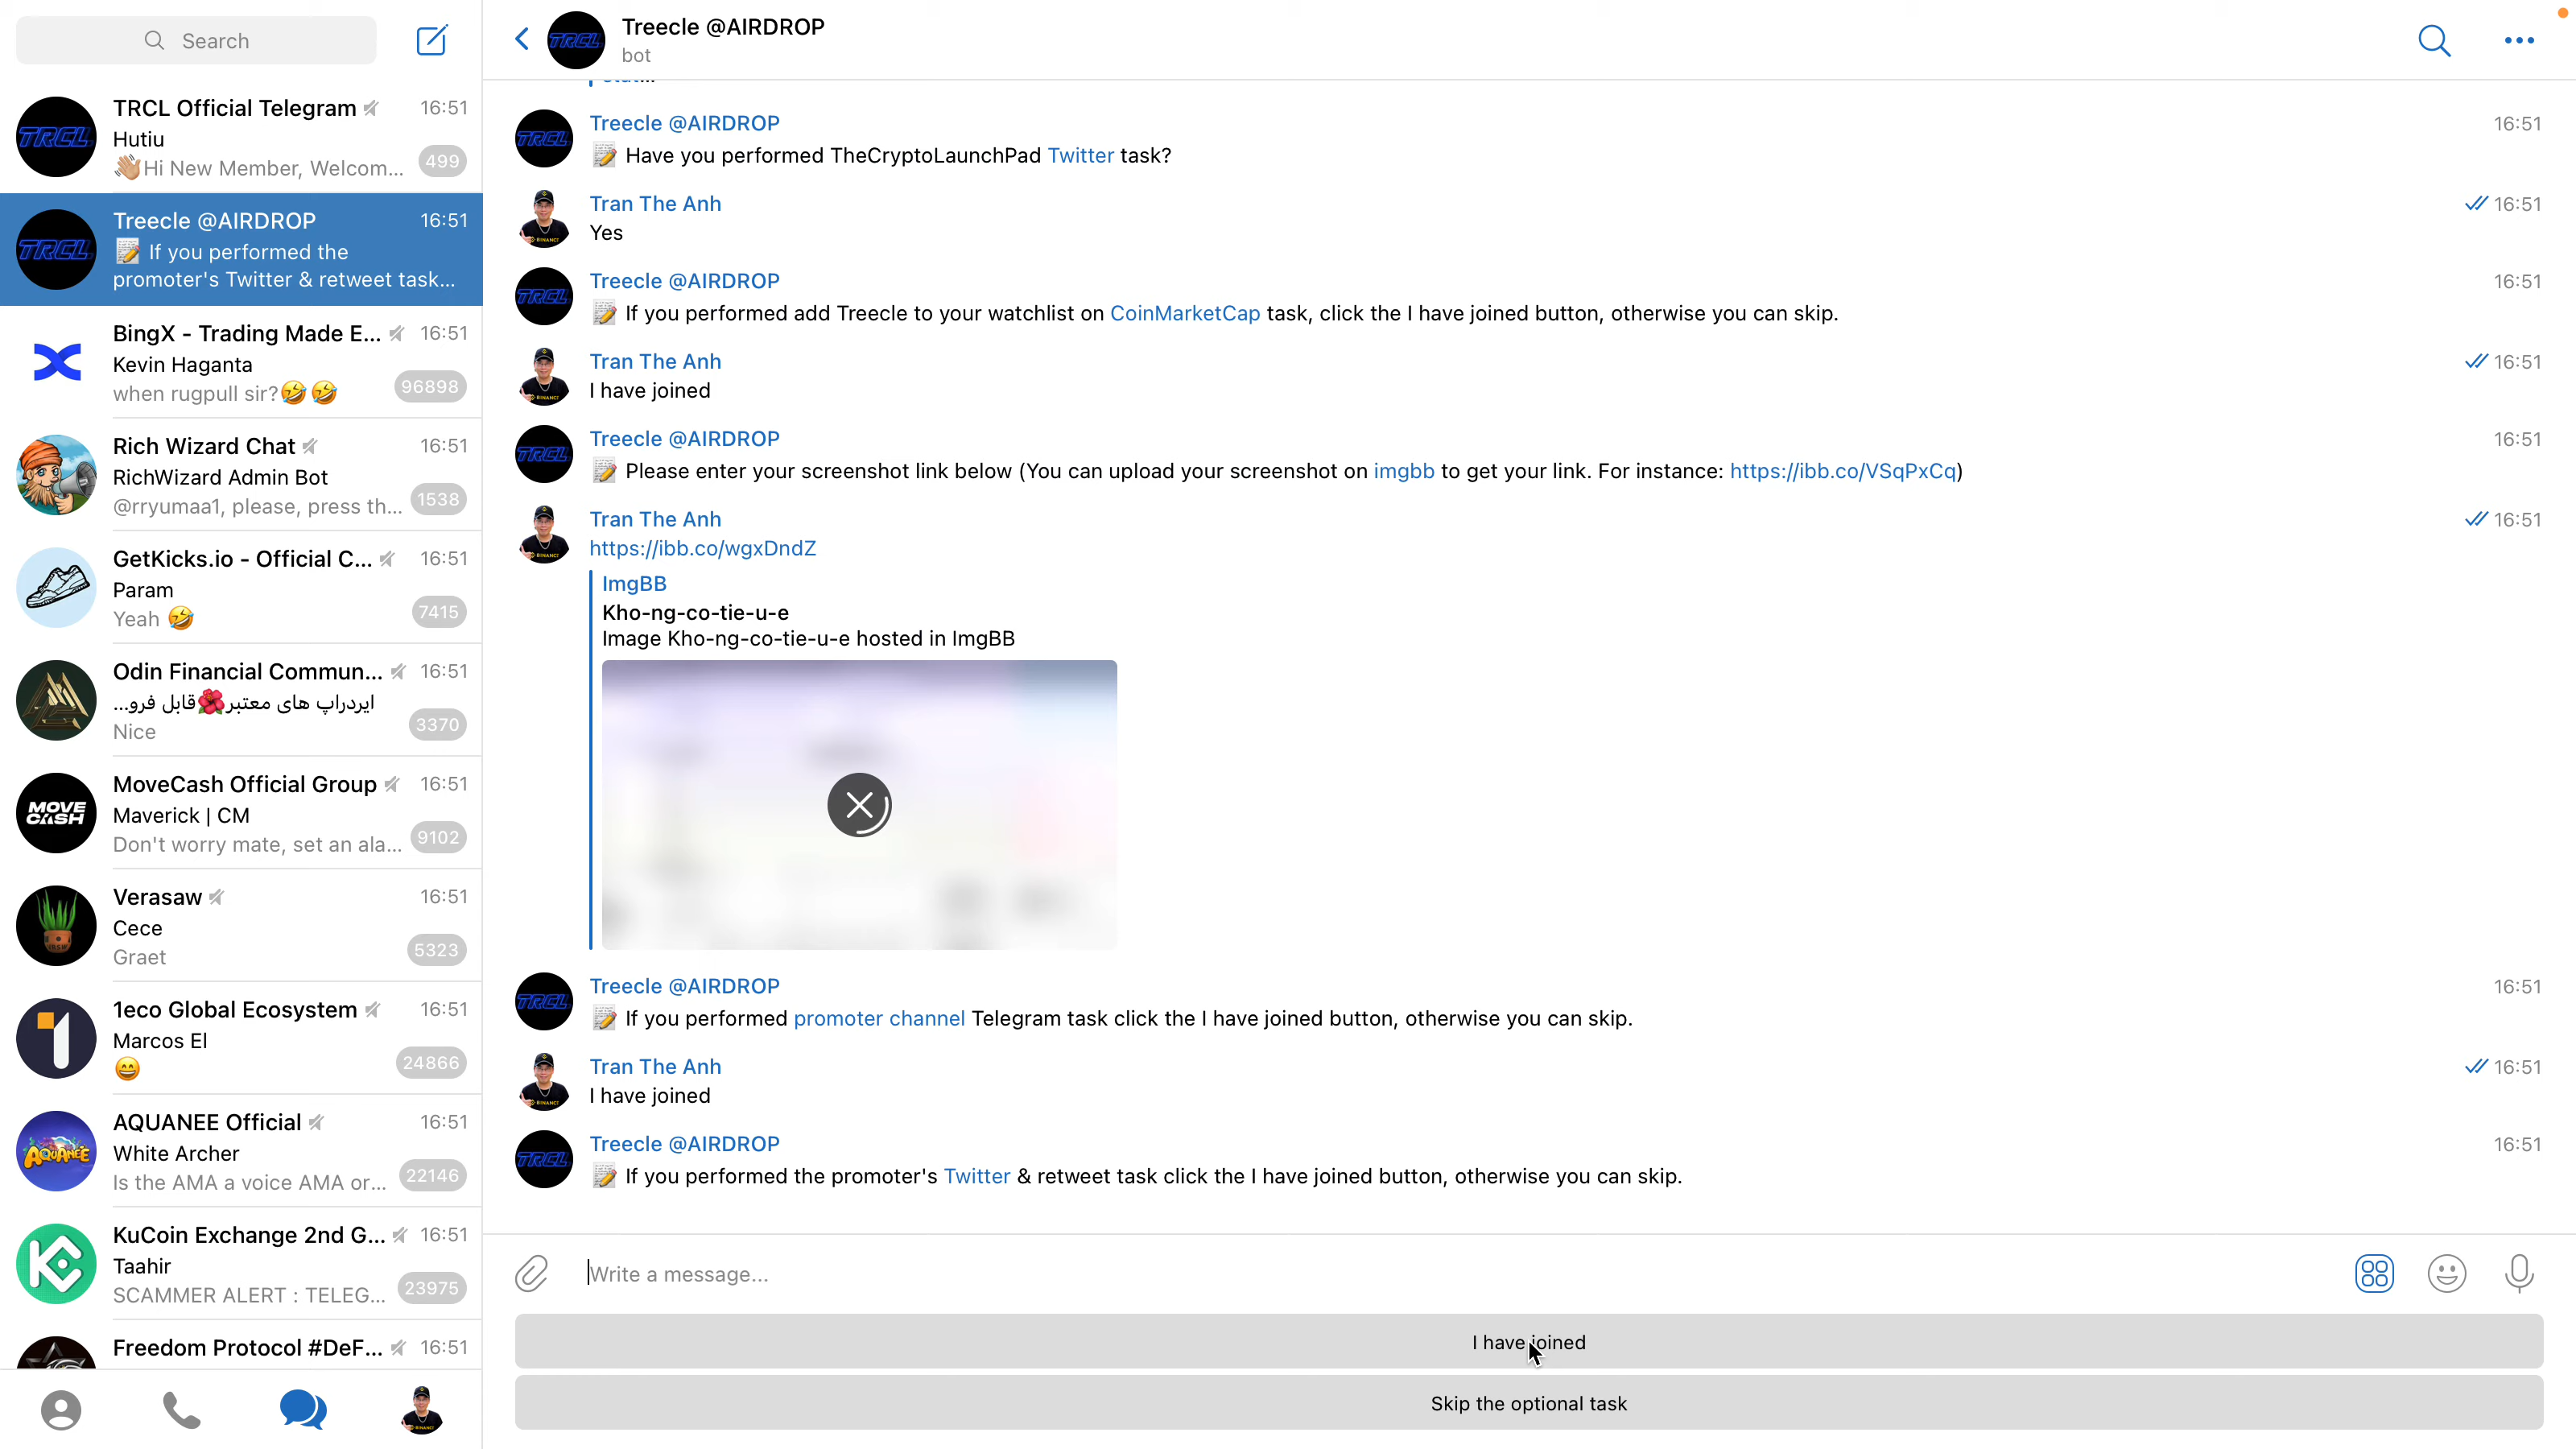 Search
TRCL Official Telegram 16:51
Hutiu
👋🏼Hi New Member, Welcom... 499
Treecle @AIRDROP 16:51
📝 If you performed the
promoter's Twitter & retweet task...
BingX - Trading Made E... 16:51
Kevin Haganta
when rugpull sir?🤣🤣 96898
Rich Wizard Chat 16:51
RichWizard Admin Bot
@rryumaa1, please, press th... 1538
GetKicks.io - Official C... 16:51
Param
Yeah 🤣 7415
Odin Financial Commun... 16:51
ایردراپ های معتبر🌺قابل فرو...
Nice 3370
MOVE CASH
MoveCash Official Group 16:51
Maverick | CM
Don't worry mate, set an ala... 9102
Verasaw 16:51
Cece
Graet 5323
1eco Global Ecosystem 16:51
Marcos El
😄 24866
AQUANEE
AQUANEE Official 16:51
White Archer
Is the AMA a voice AMA or... 22146
KuCoin Exchange 2nd G... 16:51
Taahir
SCAMMER ALERT : TELEG... 23975
Freedom Protocol #DeF... 16:51
TRCL
Treecle @AIRDROP
bot
Treecle @AIRDROP 16:51
📝 Have you performed TheCryptoLaunchPad Twitter task?
Tran The Anh 16:51
Yes
Treecle @AIRDROP 16:51
📝 If you performed add Treecle to your watchlist on CoinMarketCap task, click the I have joined button, otherwise you can skip.
Tran The Anh 16:51
I have joined
Treecle @AIRDROP 16:51
📝 Please enter your screenshot link below (You can upload your screenshot on imgbb to get your link. For instance: https://ibb.co/VSqPxCq)
Tran The Anh 16:51
https://ibb.co/wgxDndZ
ImgBB
Kho-ng-co-tie-u-e
Image Kho-ng-co-tie-u-e hosted in ImgBB
Treecle @AIRDROP 16:51
📝 If you performed promoter channel Telegram task click the I have joined button, otherwise you can skip.
Tran The Anh 16:51
I have joined
Treecle @AIRDROP 16:51
📝 If you performed the promoter's Twitter & retweet task click the I have joined button, otherwise you can skip.
Write a message...
I have joined
Skip the optional task